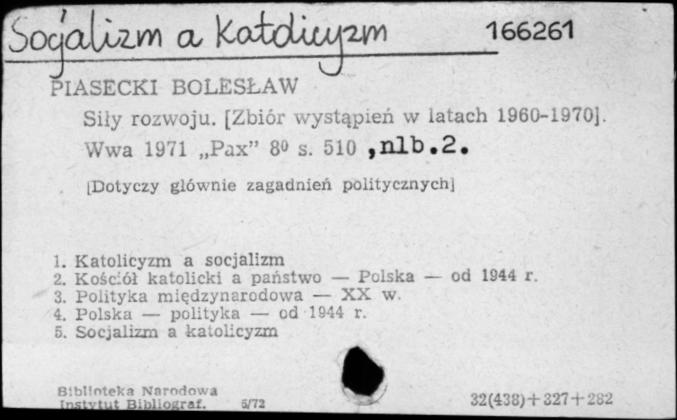 Socjalizm a katolicyzm 166261
PIASECKI BOLESŁAW
Siły rozwoju. [Zbiór wystąpień w latach 1960-1970].
Wwa 1971 „Pax” 8⁰ s. 510 ,nlb.2.
[Dotyczy głównie zagadnień politycznych]
1. Katolicyzm a socjalizm
2. Kościół katolicki a państwo — Polska — od 1944 r.
3. Polityka międzynarodowa — XX w.
4. Polska — polityka — od 1944 r.
5. Socjalizm a katolicyzm
Biblioteka Narodowa
Instytut Bibliograf. 5/72 32(438)+327+282